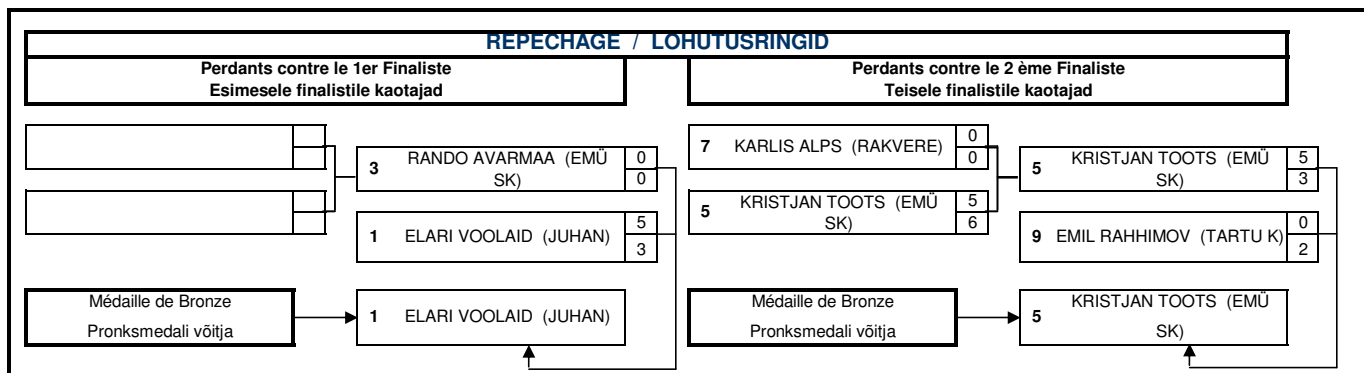 REPECHAGE / LOHUTUSRINGID
Perdants contre le 1er Finaliste
Esimesele finalistile kaotajad
Perdants contre le 2 ème Finaliste
Teisele finalistile kaotajad
3 RANDO AVARMAA (EMÜ
SK)
0
0
1 ELARI VOOLAID (JUHAN)
5
3
Médaille de Bronze
Pronksmedali võitja
1 ELARI VOOLAID (JUHAN)
7 KARLIS ALPS (RAKVERE)
0
0
5 KRISTJAN TOOTS (EMÜ
SK)
5
6
5 KRISTJAN TOOTS (EMÜ
SK)
5
3
9 EMIL RAHHIMOV (TARTU K)
0
2
Médaille de Bronze
Pronksmedali võitja
5 KRISTJAN TOOTS (EMÜ
SK)